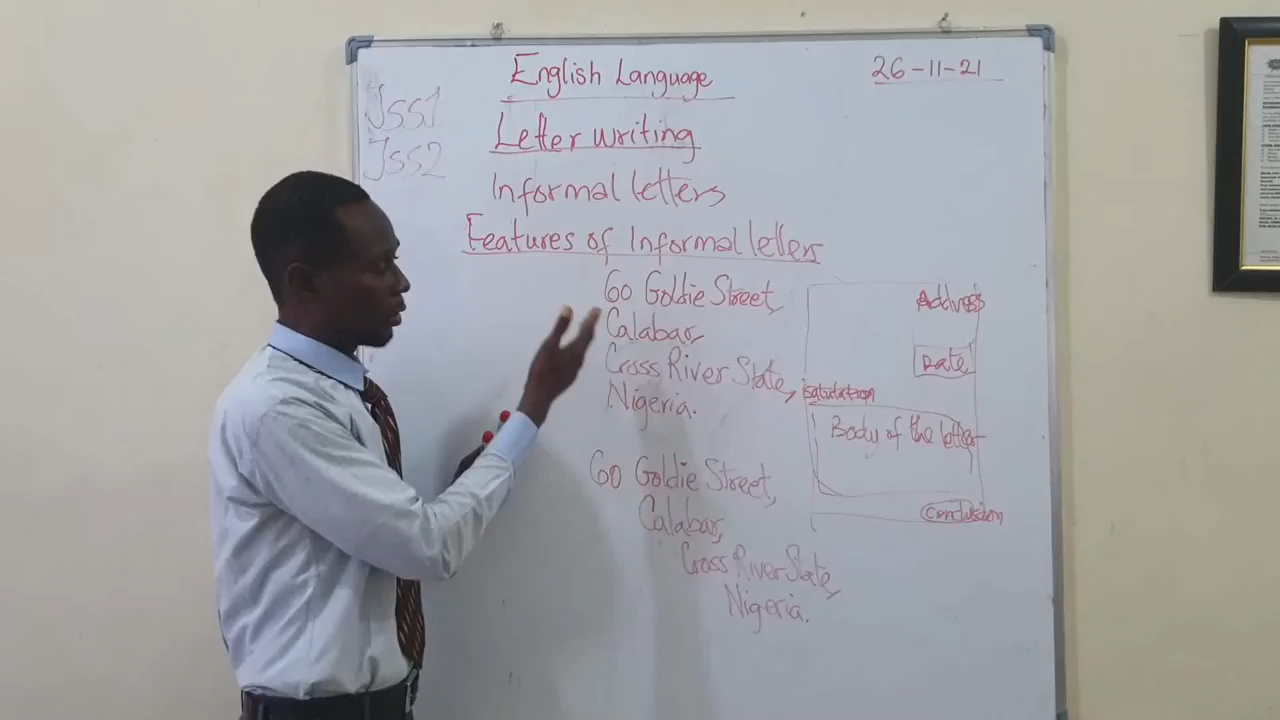 English Language
26-11-21
Jss1
Jss2
Letter writing
Informal letters
Features of Informal letters
60 Goldie Street,
Calabar,
Cross River State,
Nigeria.
60 Goldie Street,
Calabar,
Cross River State,
Nigeria.
Address
Date
Salutation
Body of the letter
Conclusion